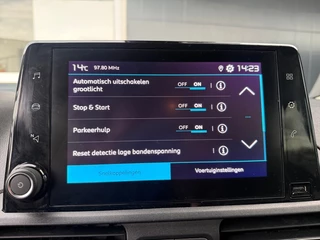 14°C 97.80 MHz 14:23
Automatisch uitschakelen
grootlicht OFF ON
Stop & Start OFF ON
Parkeerhulp OFF ON
Reset detectie lage bandenspanning
Voertuiginstellingen